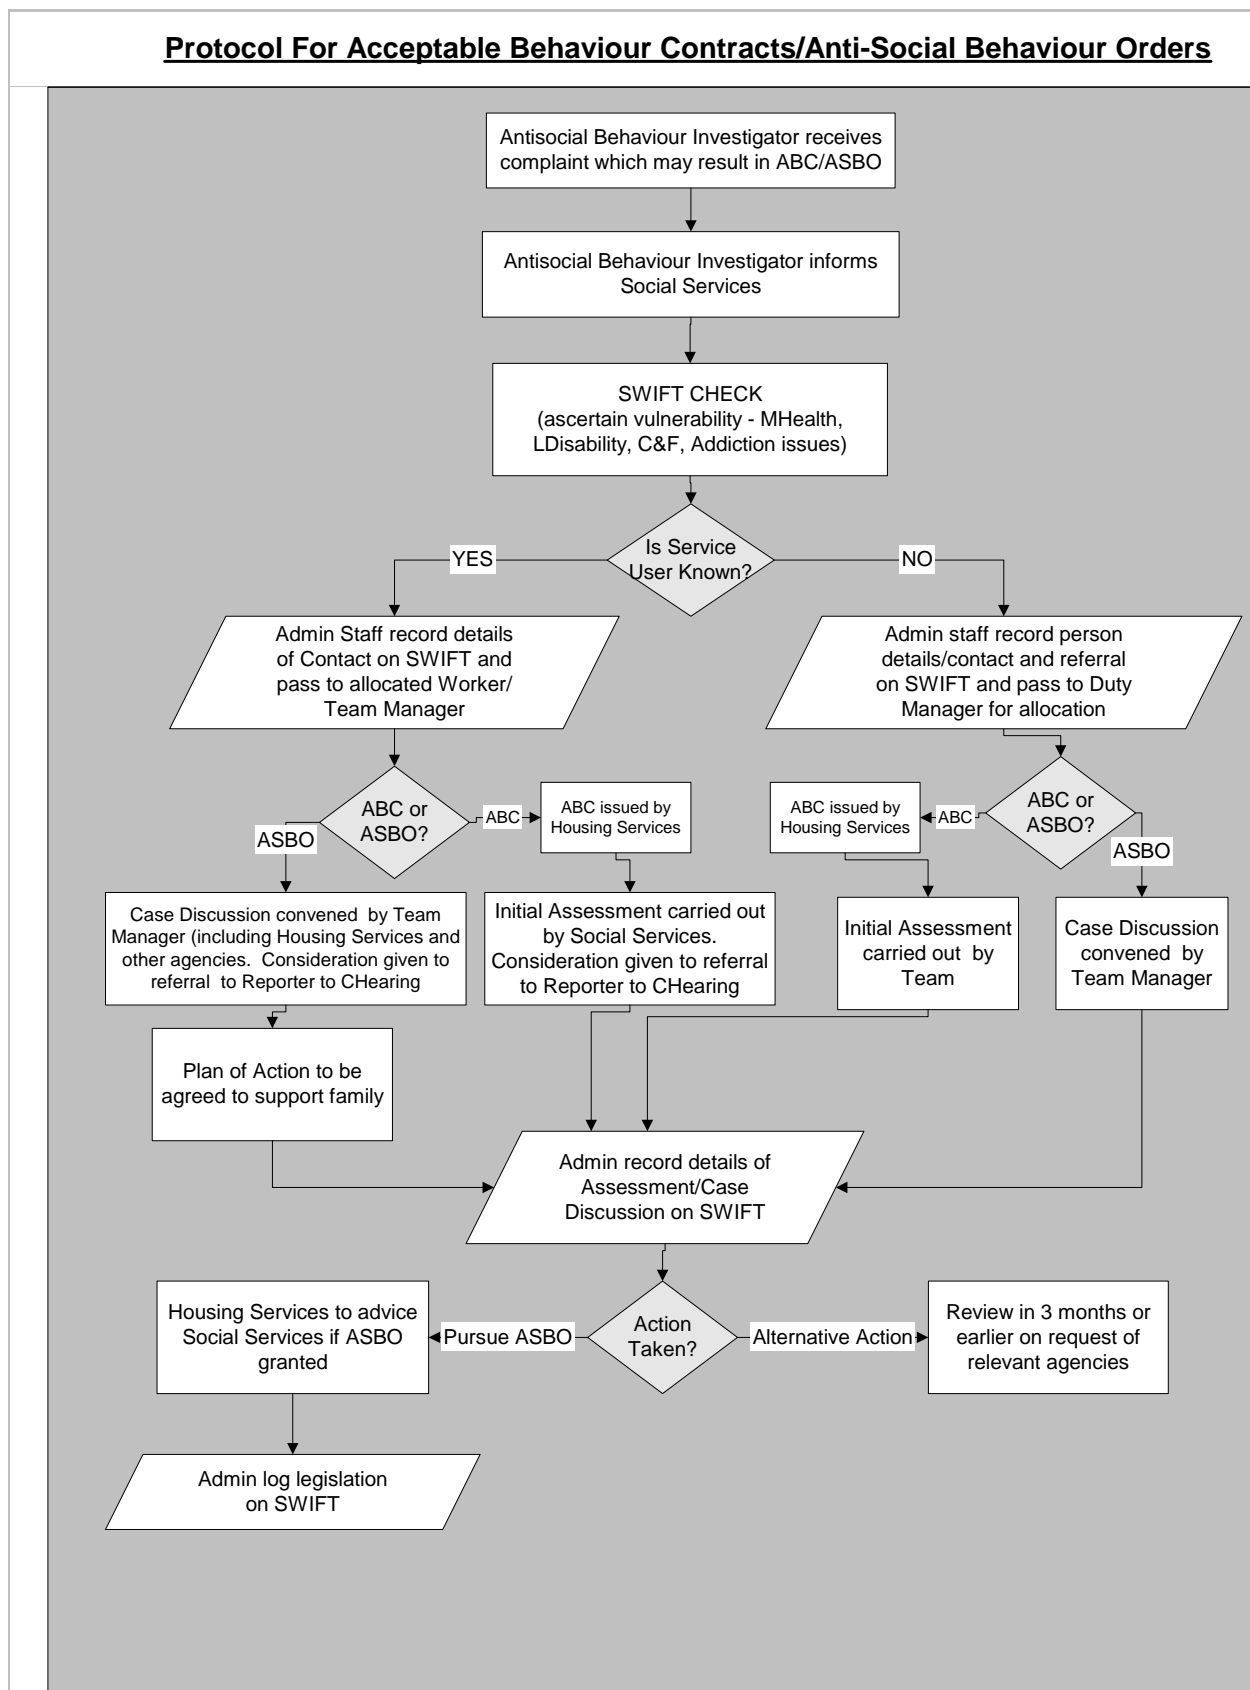 Protocol For Acceptable Behaviour Contracts/Anti-Social Behaviour Orders
Antisocial Behaviour Investigator receives
complaint which may result in ABC/ASBO
Antisocial Behaviour Investigator informs
Social Services
SWIFT CHECK
(ascertain vulnerability - MHealth,
LDisability, C&F, Addiction issues)
Is Service
User Known?
YES
NO
Admin Staff record details
of Contact on SWIFT and
pass to allocated Worker/
Team Manager
Admin staff record person
details/contact and referral
on SWIFT and pass to Duty
Manager for allocation
ABC or
ASBO?
ASBO
ABC
ABC issued by
Housing Services
ABC issued by
Housing Services
ABC
ABC or
ASBO?
ASBO
Case Discussion convened by Team
Manager (including Housing Services and
other agencies. Consideration given to
referral to Reporter to CHearing
Initial Assessment carried out
by Social Services.
Consideration given to referral
to Reporter to CHearing
Initial Assessment
carried out by
Team
Case Discussion
convened by
Team Manager
Plan of Action to be
agreed to support family
Admin record details of
Assessment/Case
Discussion on SWIFT
Housing Services to advice
Social Services if ASBO
granted
Pursue ASBO
Action
Taken?
Alternative Action
Review in 3 months or
earlier on request of
relevant agencies
Admin log legislation
on SWIFT